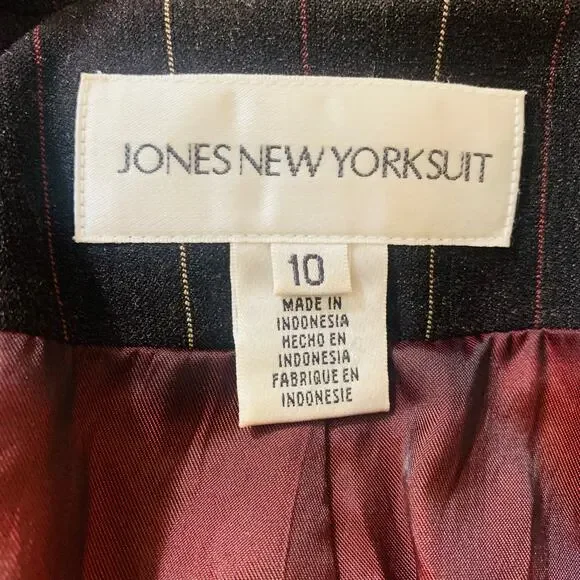 JONES NEW YORK SUIT
10
MADE IN
INDONESIA
HECHO EN
INDONESIA
FABRIQUE EN
INDONESIE